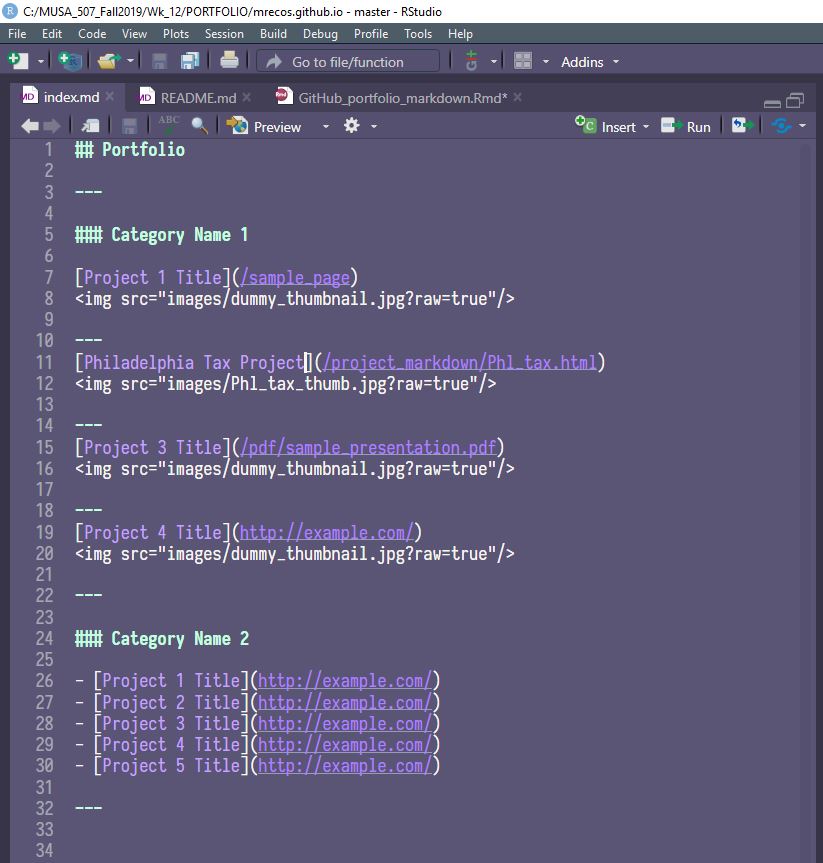 C:/MUSA_507_Fall2019/Wk_12/PORTFOLIO/mrecos.github.io - master - RStudio
File Edit Code View Plots Session Build Debug Profile Tools Help
Go to file/function Addins
index.md README.md GitHub_portfolio_markdown.Rmd*
ABC Preview Insert Run
1 ## Portfolio
2
3 ---
4
5 ### Category Name 1
6
7 [Project 1 Title](/sample_page)
8 <img src="images/dummy_thumbnail.jpg?raw=true"/>
9
10 ---
11 [Philadelphia Tax Project](/project_markdown/Phl_tax.html)
12 <img src="images/Phl_tax_thumb.jpg?raw=true"/>
13
14 ---
15 [Project 3 Title](/pdf/sample_presentation.pdf)
16 <img src="images/dummy_thumbnail.jpg?raw=true"/>
17
18 ---
19 [Project 4 Title](http://example.com/)
20 <img src="images/dummy_thumbnail.jpg?raw=true"/>
21
22 ---
23
24 ### Category Name 2
25
26 - [Project 1 Title](http://example.com/)
27 - [Project 2 Title](http://example.com/)
28 - [Project 3 Title](http://example.com/)
29 - [Project 4 Title](http://example.com/)
30 - [Project 5 Title](http://example.com/)
31
32 ---
33
34